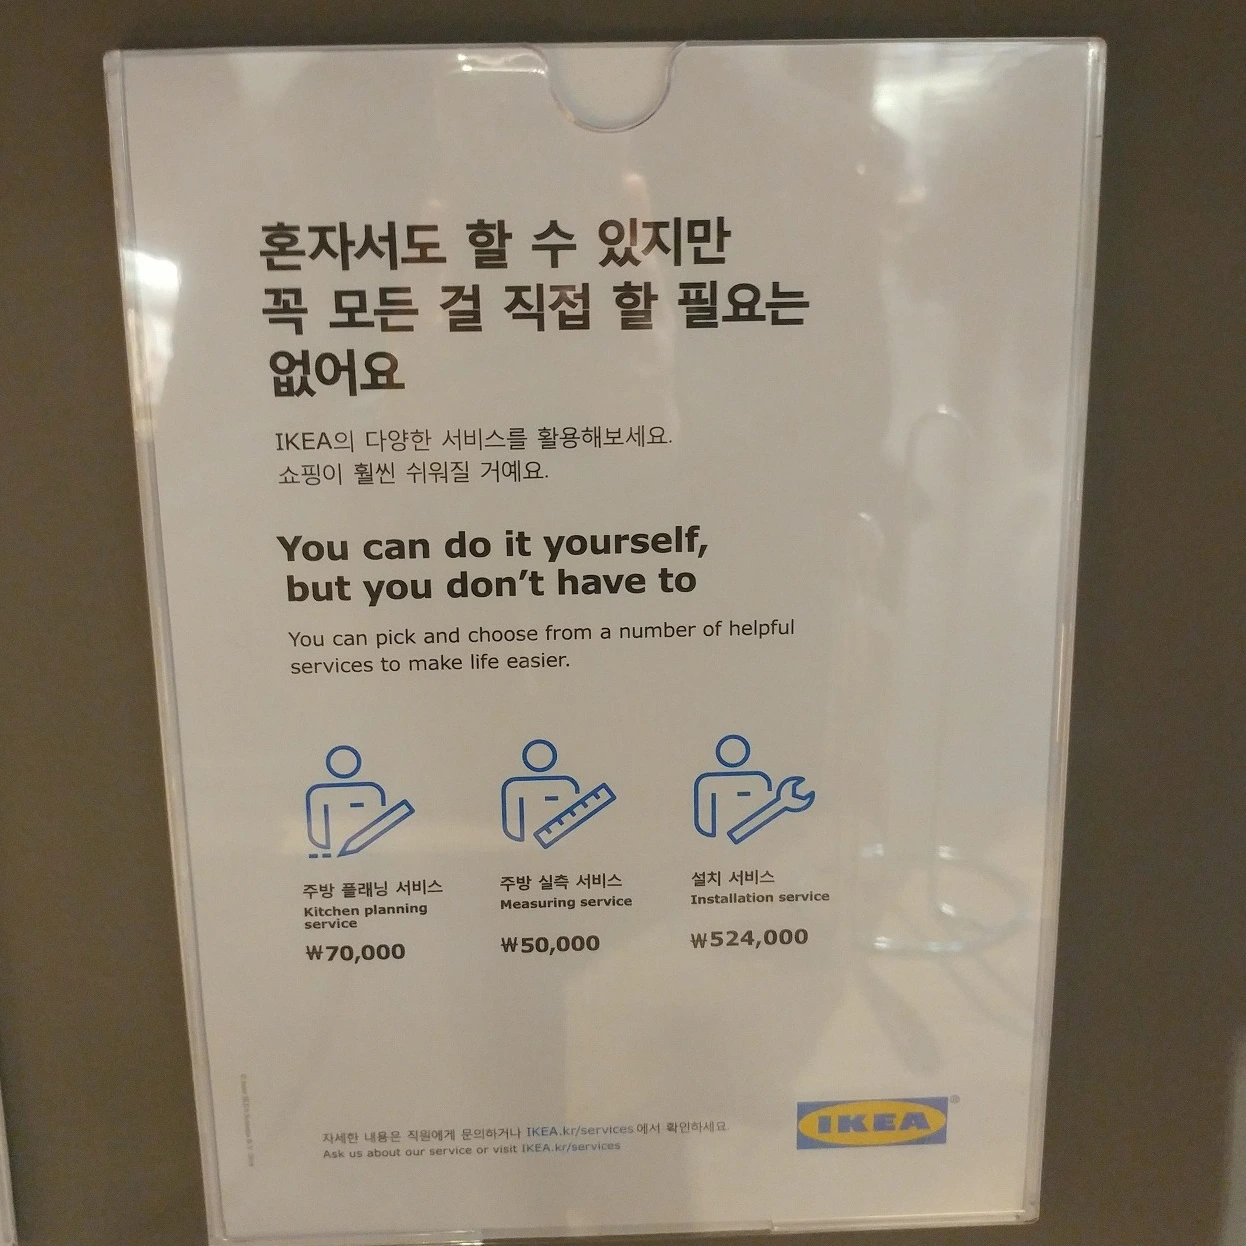 혼자서도 할 수 있지만
꼭 모든 걸 직접 할 필요는
없어요
IKEA의 다양한 서비스를 활용해보세요.
쇼핑이 훨씬 쉬워질 거예요.
You can do it yourself,
but you don’t have to
You can pick and choose from a number of helpful
services to make life easier.
주방 플래닝 서비스
Kitchen planning
service
₩70,000
주방 실측 서비스
Measuring service
₩50,000
설치 서비스
Installation service
₩524,000
자세한 내용은 직원에게 문의하거나 IKEA.kr/services 에서 확인하세요.
Ask us about our service or visit IKEA.kr/services
IKEA®